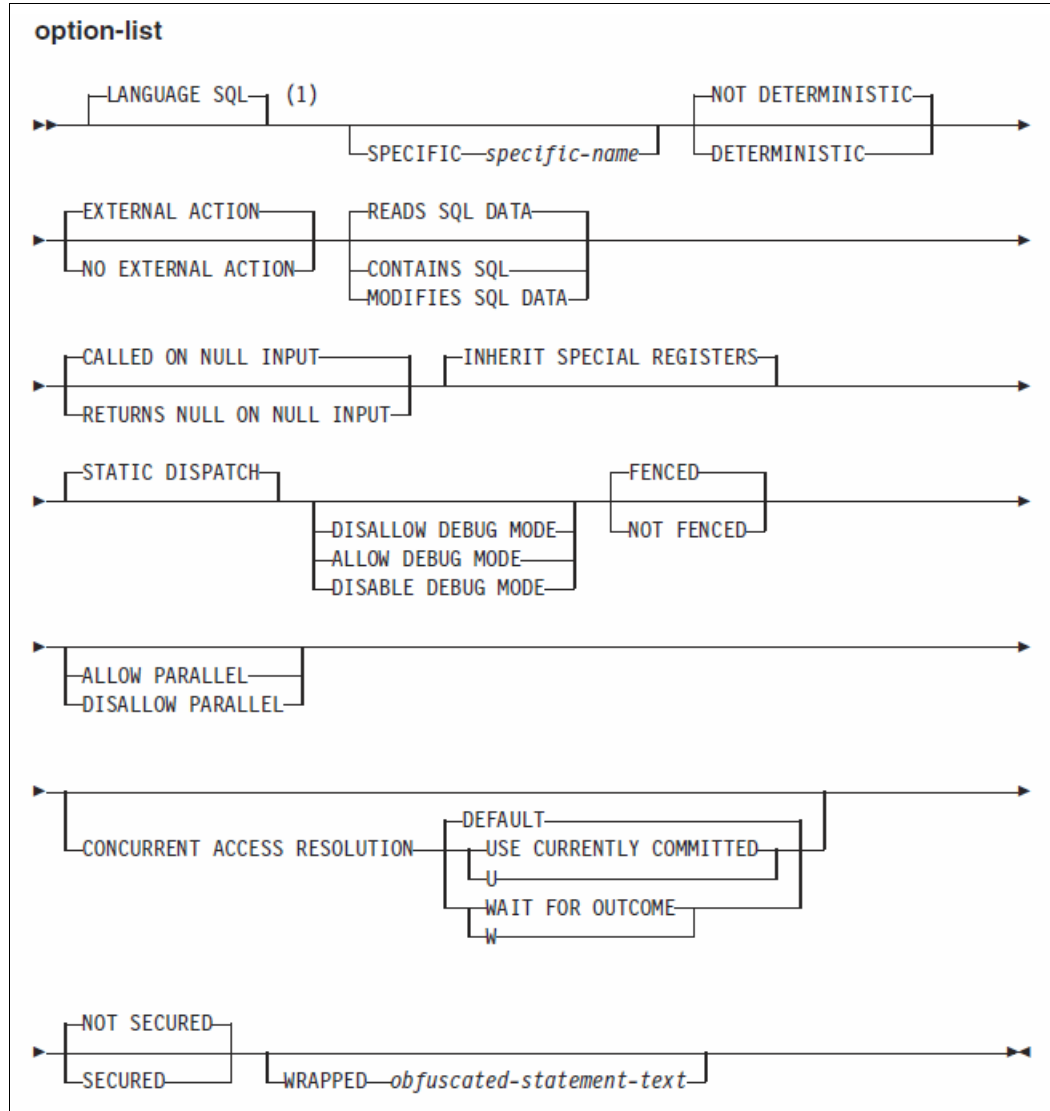 option-list
LANGUAGE SQL (1)
NOT DETERMINISTIC
SPECIFIC specific-name
DETERMINISTIC
EXTERNAL ACTION
NO EXTERNAL ACTION
READS SQL DATA
CONTAINS SQL
MODIFIES SQL DATA
CALLED ON NULL INPUT
RETURNS NULL ON NULL INPUT
INHERIT SPECIAL REGISTERS
STATIC DISPATCH
DISALLOW DEBUG MODE
ALLOW DEBUG MODE
DISABLE DEBUG MODE
FENCED
NOT FENCED
ALLOW PARALLEL
DISALLOW PARALLEL
CONCURRENT ACCESS RESOLUTION
DEFAULT
USE CURRENTLY COMMITTED
U
WAIT FOR OUTCOME
W
NOT SECURED
SECURED
WRAPPED obfuscated-statement-text